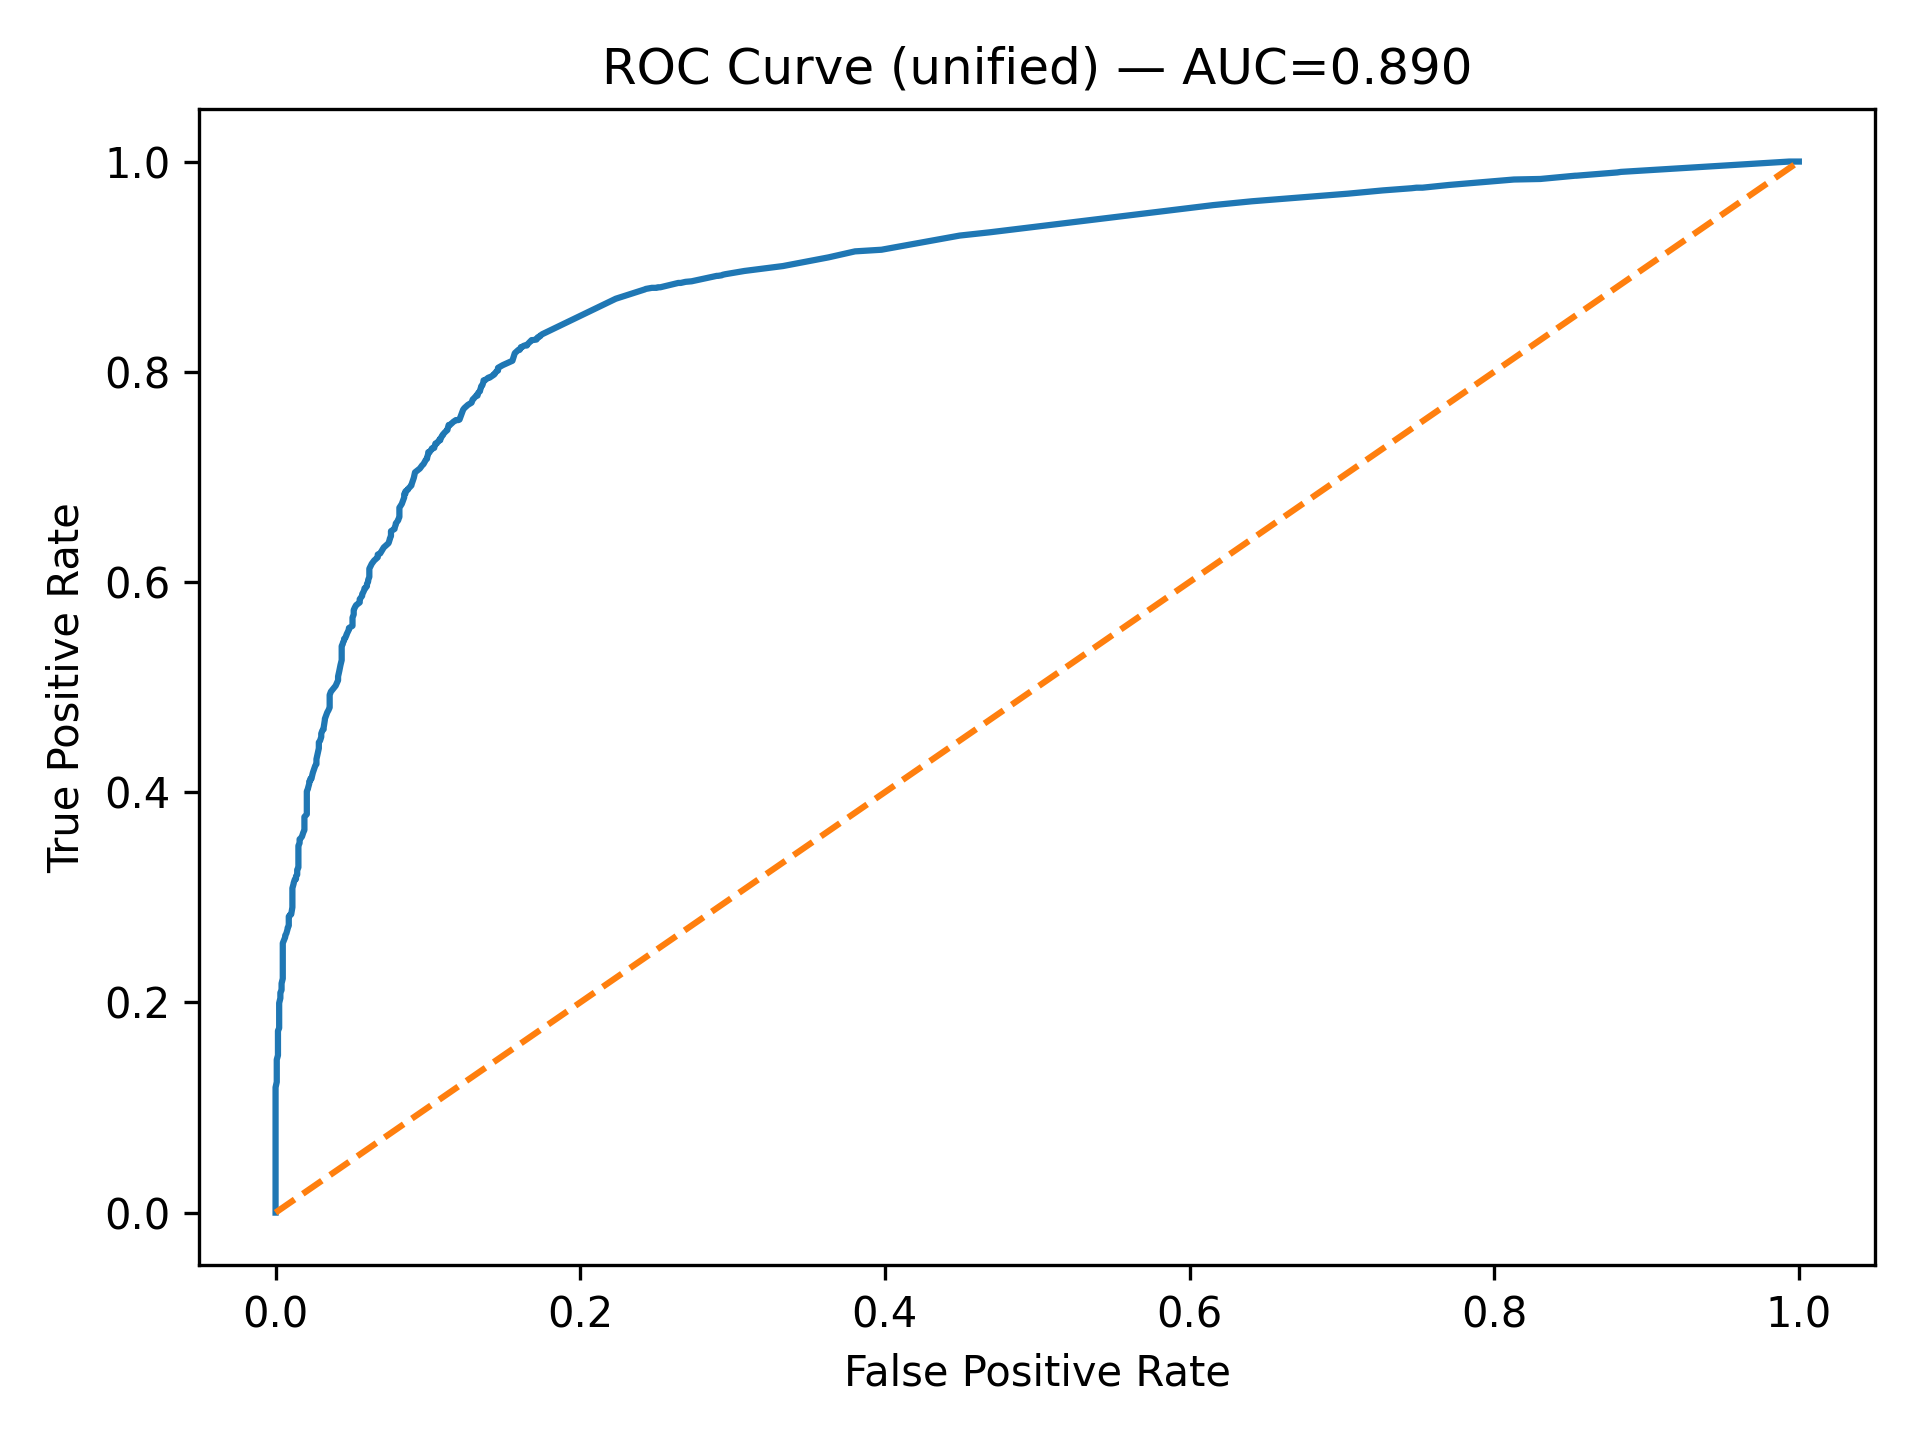 ROC Curve (unified) — AUC=0.890
True Positive Rate
1.0
0.8
0.6
0.4
0.2
0.0
0.0 0.2 0.4 0.6 0.8 1.0
False Positive Rate